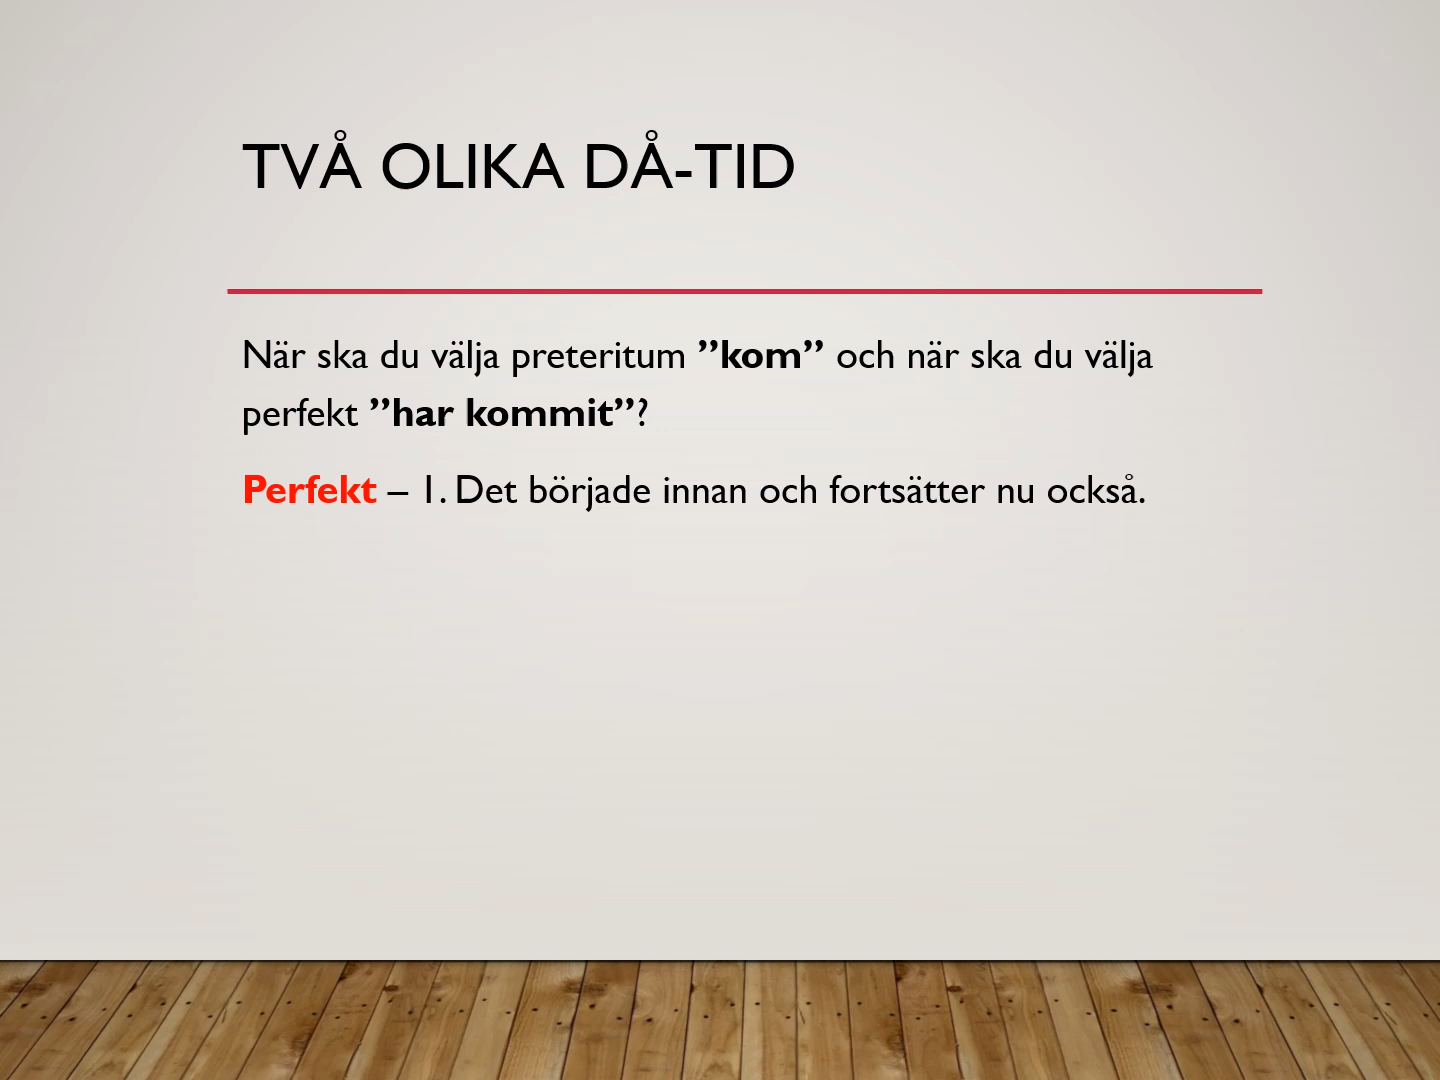 TVÅ OLIKA DÅ-TID
När ska du välja preteritum ”kom” och när ska du välja
perfekt ”har kommit”?
Perfekt – 1. Det började innan och fortsätter nu också.